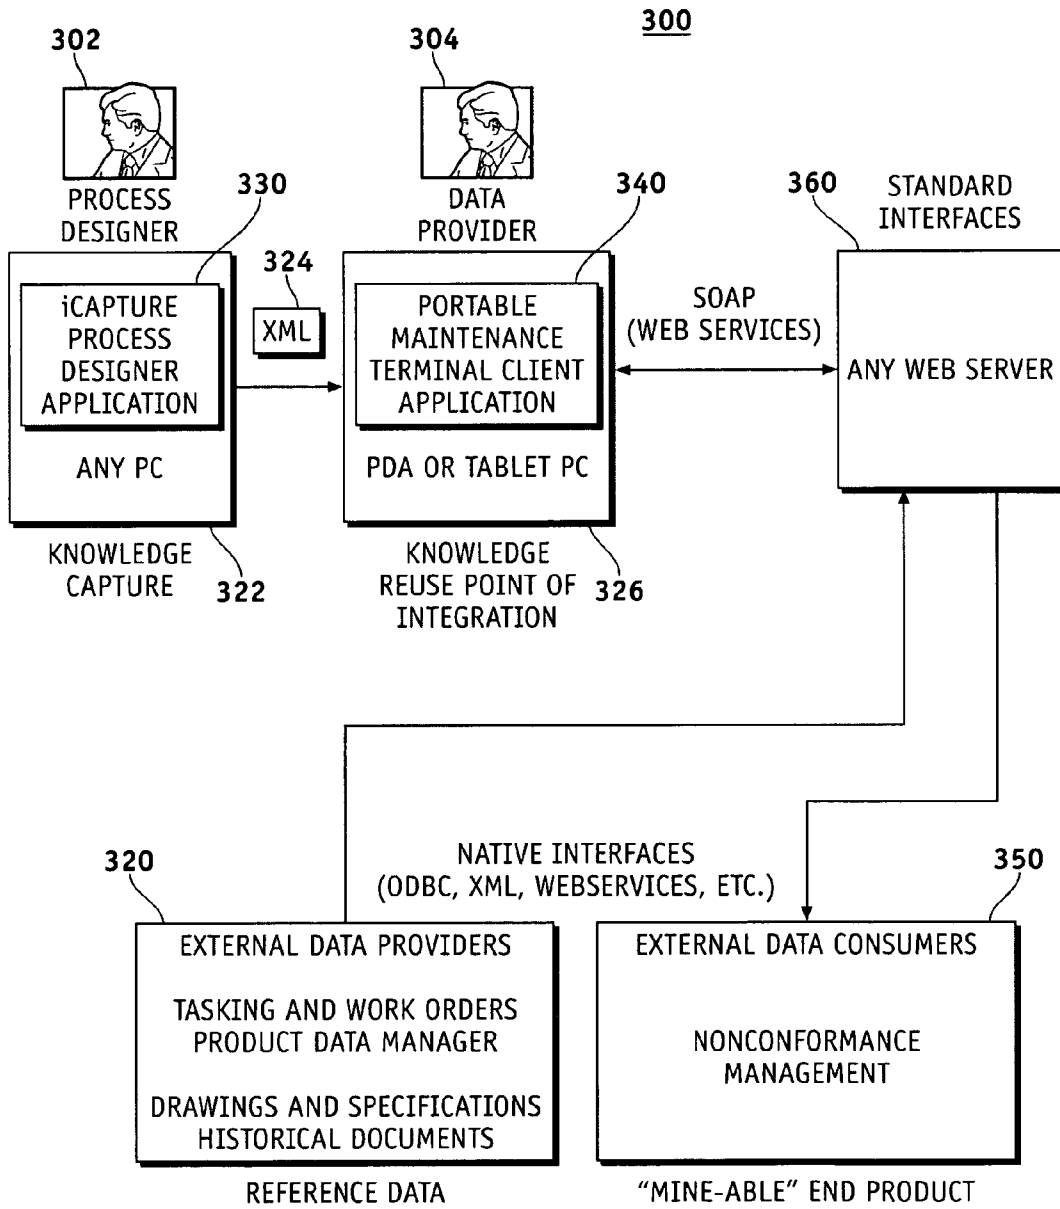 300
302
304
PROCESS
DESIGNER
330
DATA
PROVIDER
340
360
STANDARD
INTERFACES
324
XML
iCAPTURE
PROCESS
DESIGNER
APPLICATION
ANY PC
PORTABLE
MAINTENANCE
TERMINAL CLIENT
APPLICATION
PDA OR TABLET PC
SOAP
(WEB SERVICES)
ANY WEB SERVER
KNOWLEDGE
CAPTURE
322
KNOWLEDGE
REUSE POINT OF
INTEGRATION
326
320
NATIVE INTERFACES
(ODBC, XML, WEBSERVICES, ETC.)
350
EXTERNAL DATA PROVIDERS
TASKING AND WORK ORDERS
PRODUCT DATA MANAGER
DRAWINGS AND SPECIFICATIONS
HISTORICAL DOCUMENTS
REFERENCE DATA
EXTERNAL DATA CONSUMERS
NONCONFORMANCE
MANAGEMENT
"MINE-ABLE" END PRODUCT